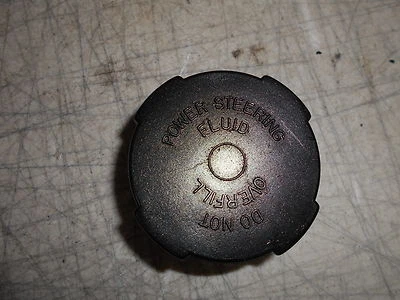 POWER STEERING
FLUID
DO NOT
OVERFILL